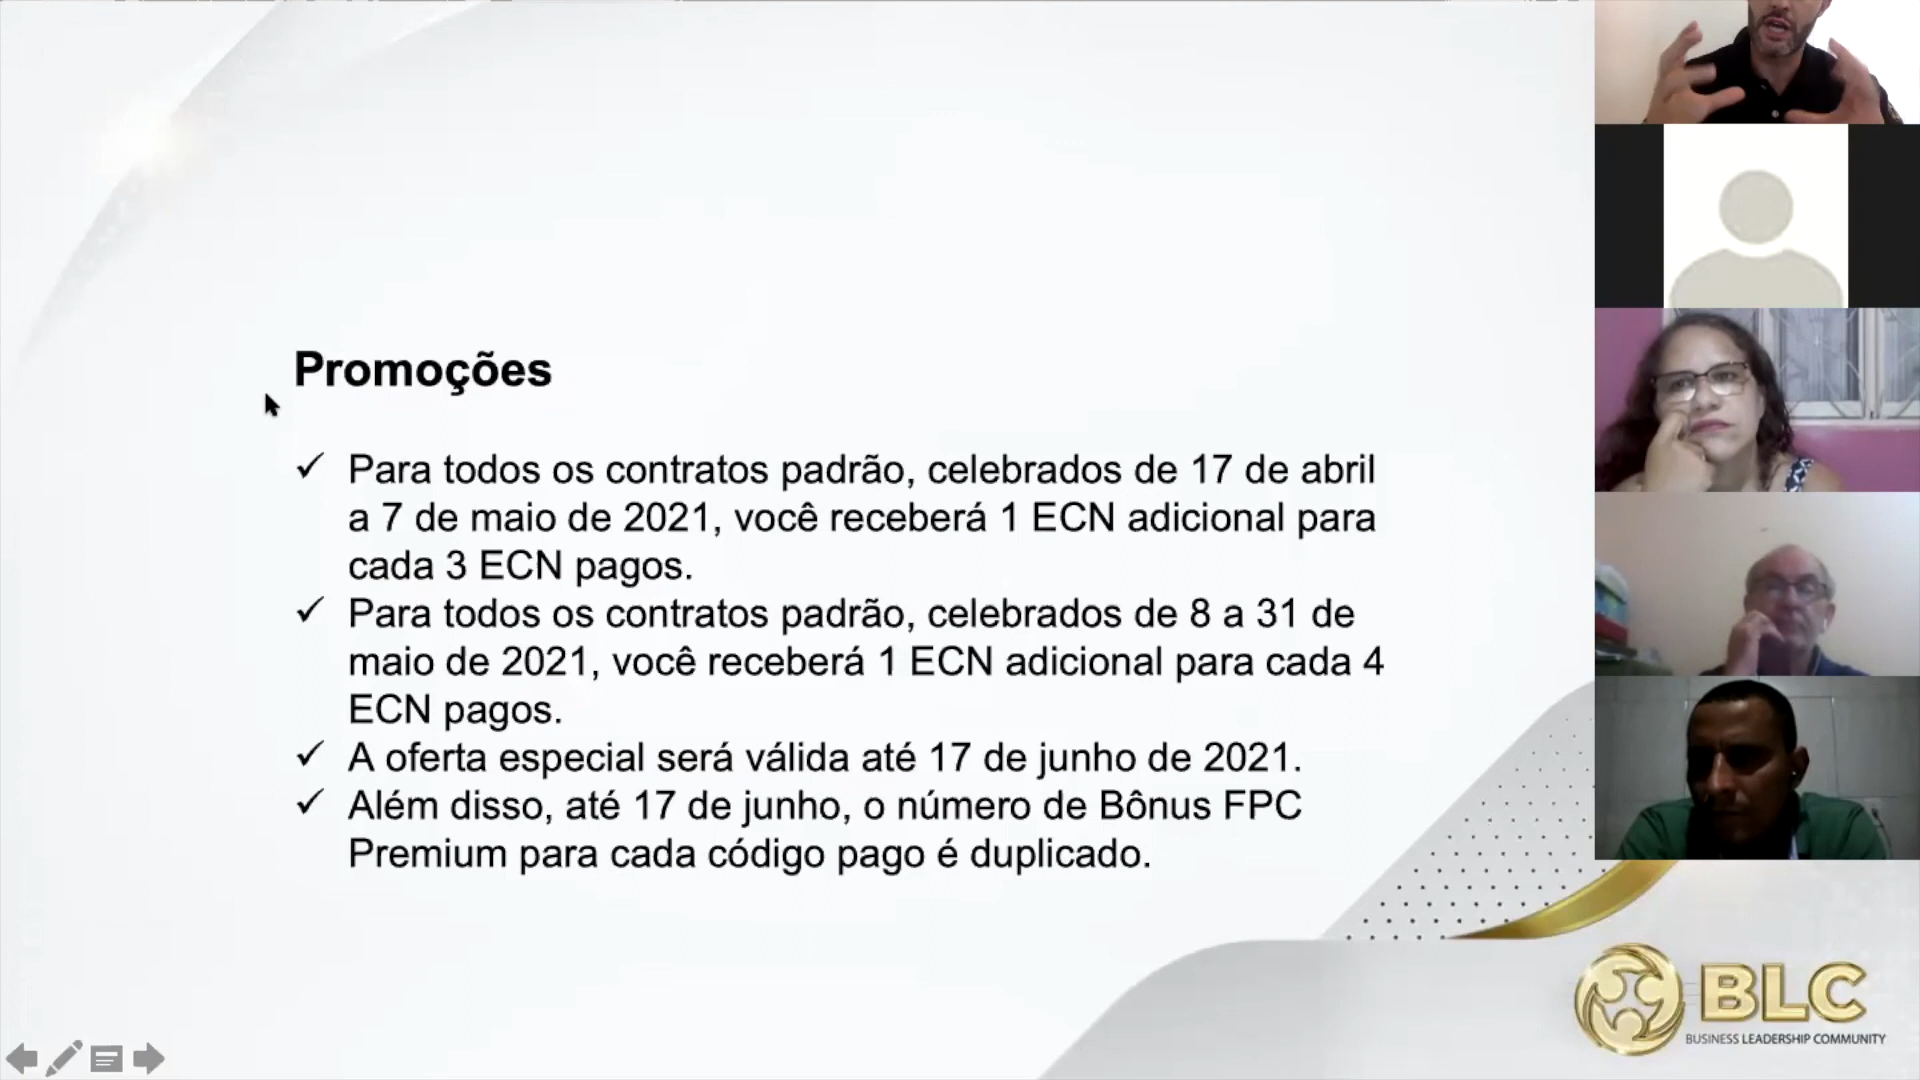 Promoções
✓ Para todos os contratos padrão, celebrados de 17 de abril
a 7 de maio de 2021, você receberá 1 ECN adicional para
cada 3 ECN pagos.
✓ Para todos os contratos padrão, celebrados de 8 a 31 de
maio de 2021, você receberá 1 ECN adicional para cada 4
ECN pagos.
✓ A oferta especial será válida até 17 de junho de 2021.
✓ Além disso, até 17 de junho, o número de Bônus FPC
Premium para cada código pago é duplicado.
BLC
BUSINESS LEADERSHIP COMMUNITY